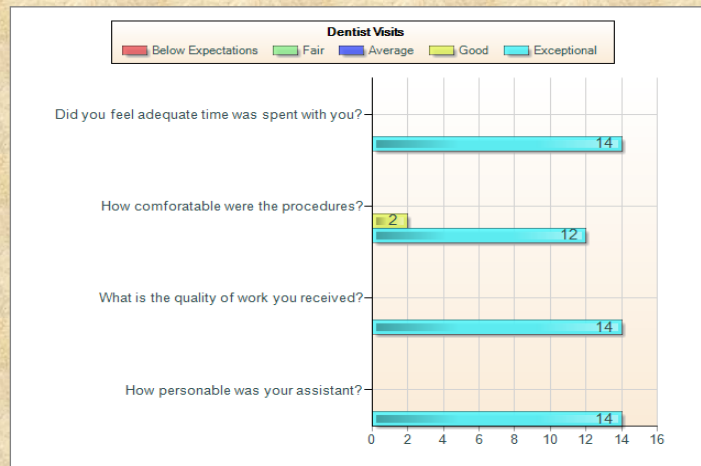 Dentist Visits
Below Expectations Fair Average Good Exceptional
Did you feel adequate time was spent with you?
14
How comforatable were the procedures?
2
12
What is the quality of work you received?
14
How personable was your assistant?
14
0 2 4 6 8 10 12 14 16